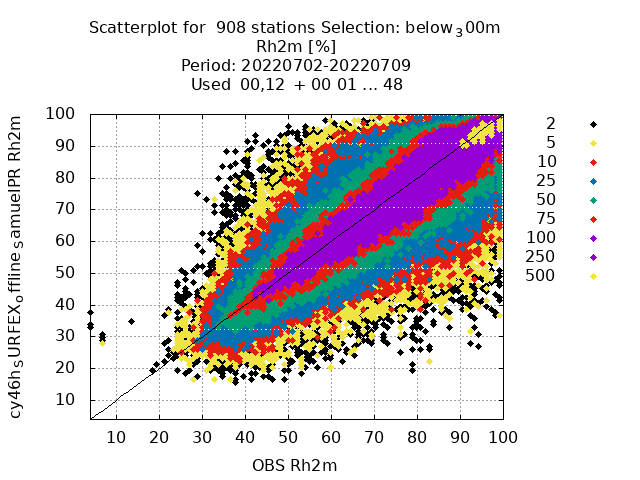 Scatterplot for 908 stations Selection: below₃00m
Rh2m [%]
Period: 20220702-20220709
Used 00,12 + 00 01 ... 48
cy46hₛURFEXₒffline ₛamuelPR Rh2m
100
90
80
70
60
50
40
30
20
10
10 20 30 40 50 60 70 80 90 100
OBS Rh2m
2
5
10
25
50
75
100
250
500